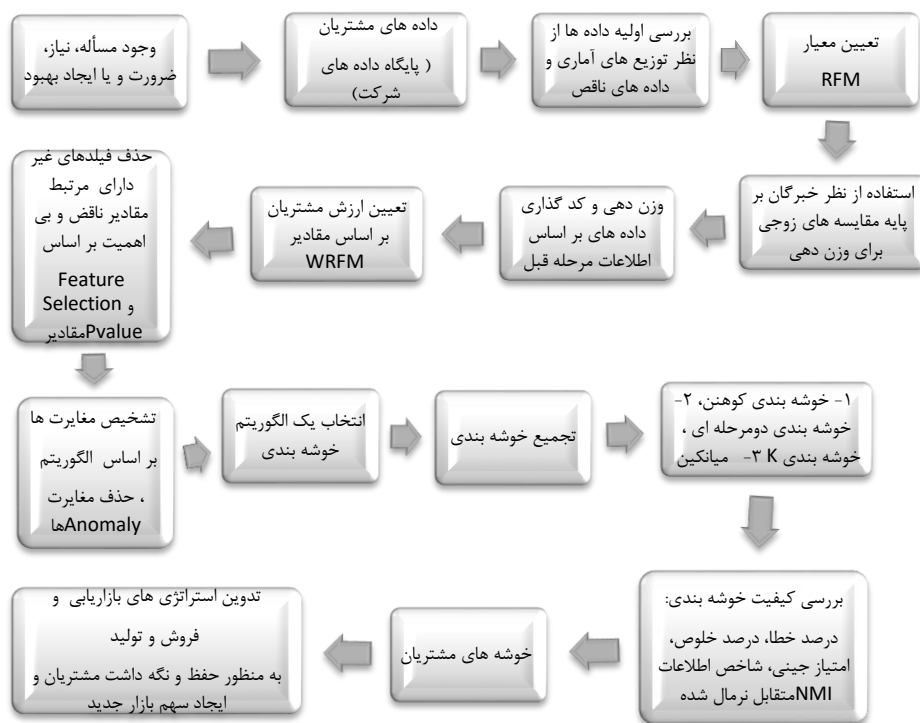 وجود مسأله، نیاز،
ضرورت و یا ایجاد بهبود
داده های مشتریان
( پایگاه داده های
شرکت)
بررسی اولیه داده ها از
نظر توزیع های آماری و
داده های ناقص
تعیین معیار
RFM
استفاده از نظر خبرگان بر
پایه مقایسه های زوجی
برای وزن دهی
وزن دهی و کد گذاری
داده های بر اساس
اطلاعات مرحله قبل
تعیین ارزش مشتریان
بر اساس مقادیر
WRFM
حذف فیلدهای غیر
دارای مرتبط
مقادیر ناقض و بی
اهمیت بر اساس
Feature
Selection و
Pvalueمقادیر
تشخیص مغایرت ها
بر اساس الگوریتم
، حذف مغایرت
Anomalyها
انتخاب یک الگوریتم
خوشه بندی
تجمیع خوشه بندی
۱- خوشه بندی کوهنن، ۲-
خوشه بندی دومرحله ای ،
خوشه بندی K ۳- میانکین
بررسی کیفیت خوشه بندی:
درصد خطا، درصد خلوص،
امتیاز جینی، شاخص اطلاعات
NMIمتقابل نرمال شده
خوشه های مشتریان
تدوین استراتژی های بازاریابی و
فروش و تولید
به منظور حفظ و نگه داشت مشتریان و
ایجاد سهم بازار جدید